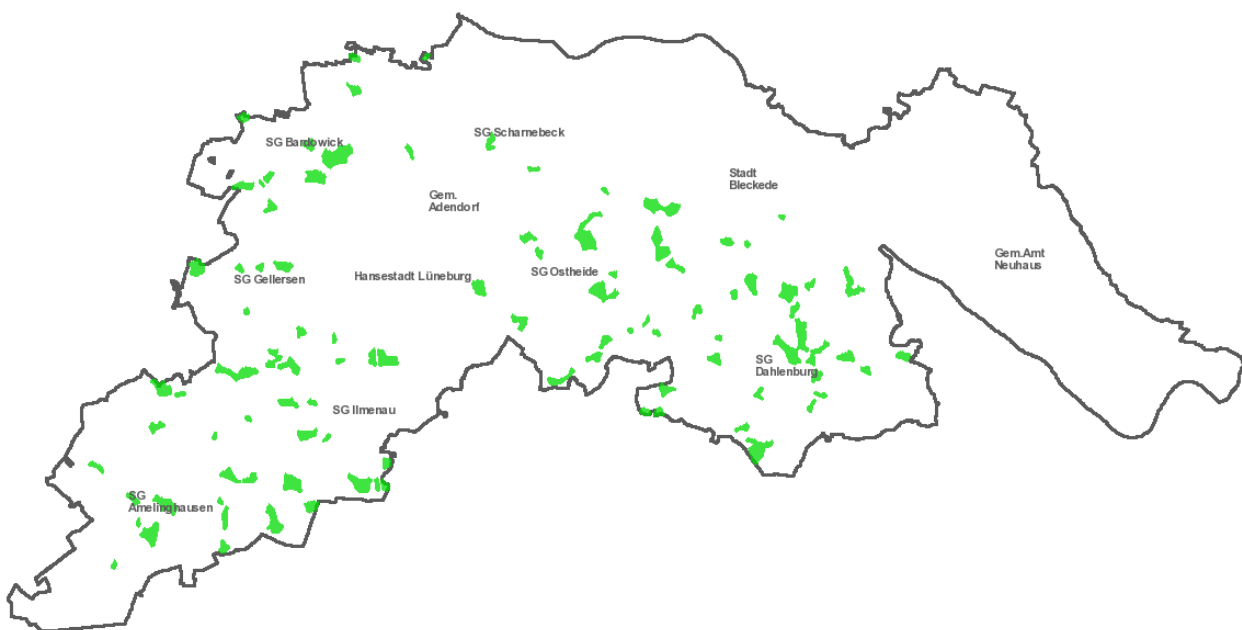 SG Scharnebeck
SG Bardowick
Stadt
Bleckede
Gem.
Adendorf
Gem.Amt
Neuhaus
SG Gellersen
Hansestadt Lüneburg
SG Ostheide
SG
Dahlenburg
SG Ilmenau
SG
Amelinghausen